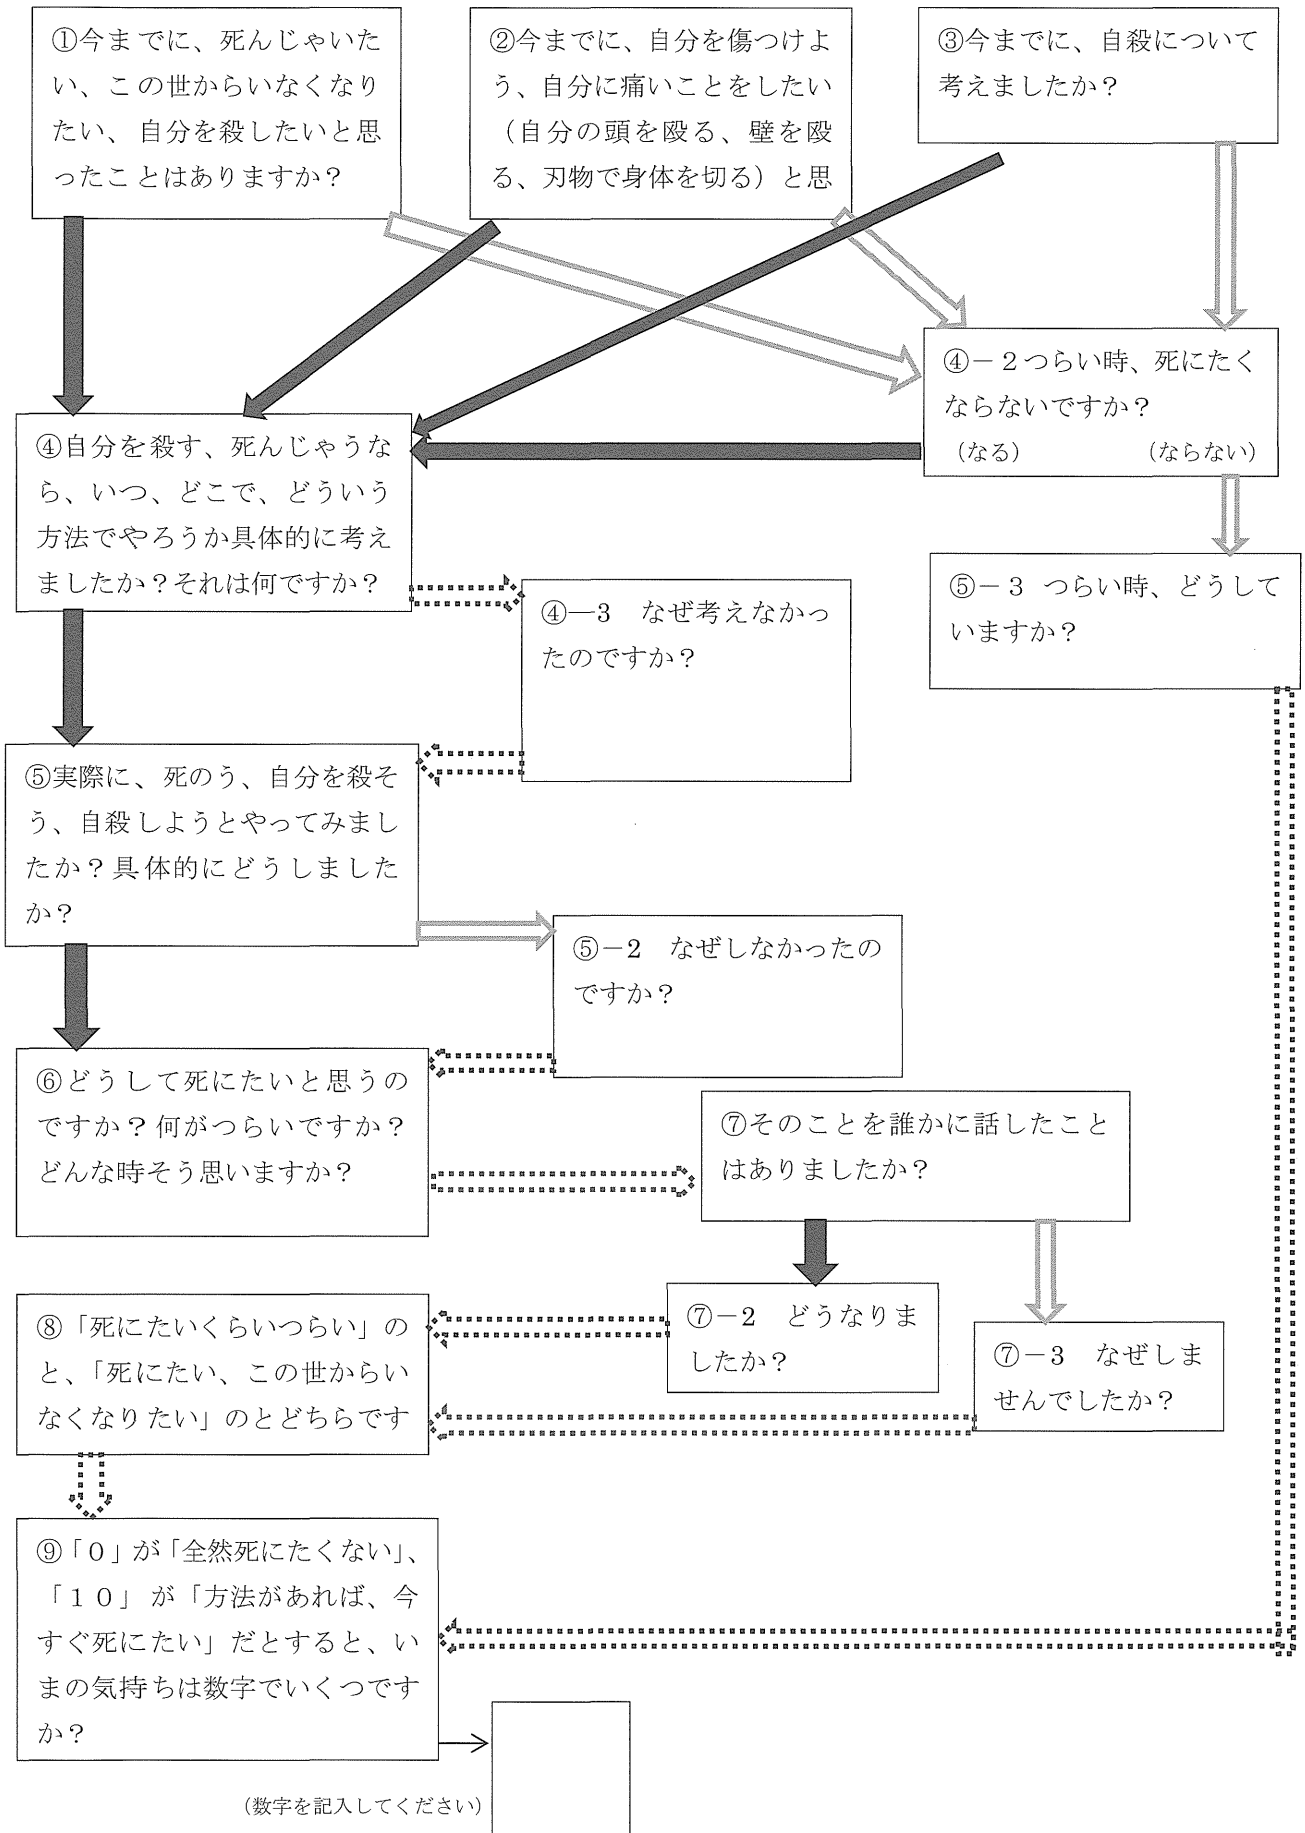 ①今までに、死んじゃいた
い、この世からいなくなり
たい、自分を殺したいと思
ったことはありますか？
②今までに、自分を傷つけよ
う、自分に痛いことをしたい
（自分の頭を殴る、壁を殴
る、刃物で身体を切る）と思
③今までに、自殺について
考えましたか？
④－２つらい時、死にたく
ならないですか？
（なる）　（ならない）
④自分を殺す、死んじゃうな
ら、いつ、どこで、どういう
方法でやろうか具体的に考え
ましたか？それは何ですか？
⑤－３ つらい時、どうして
いますか？
④―3　なぜ考えなかっ
たのですか？
⑤実際に、死のう、自分を殺そ
う、自殺しようとやってみまし
たか？具体的にどうしました
か？
⑤－2　なぜしなかったの
ですか？
⑥どうして死にたいと思うの
ですか？何がつらいですか？
どんな時そう思いますか？
⑦そのことを誰かに話したこと
はありましたか？
⑦－2　どうなりま
したか？
⑦－3　なぜしま
せんでしたか？
⑧「死にたいくらいつらい」の
と、「死にたい、この世からい
なくなりたい」のとどちらです
⑨「０」が「全然死にたくない」、
「１０」が「方法があれば、今
すぐ死にたい」だとすると、い
まの気持ちは数字でいくつです
か？
（数字を記入してください）